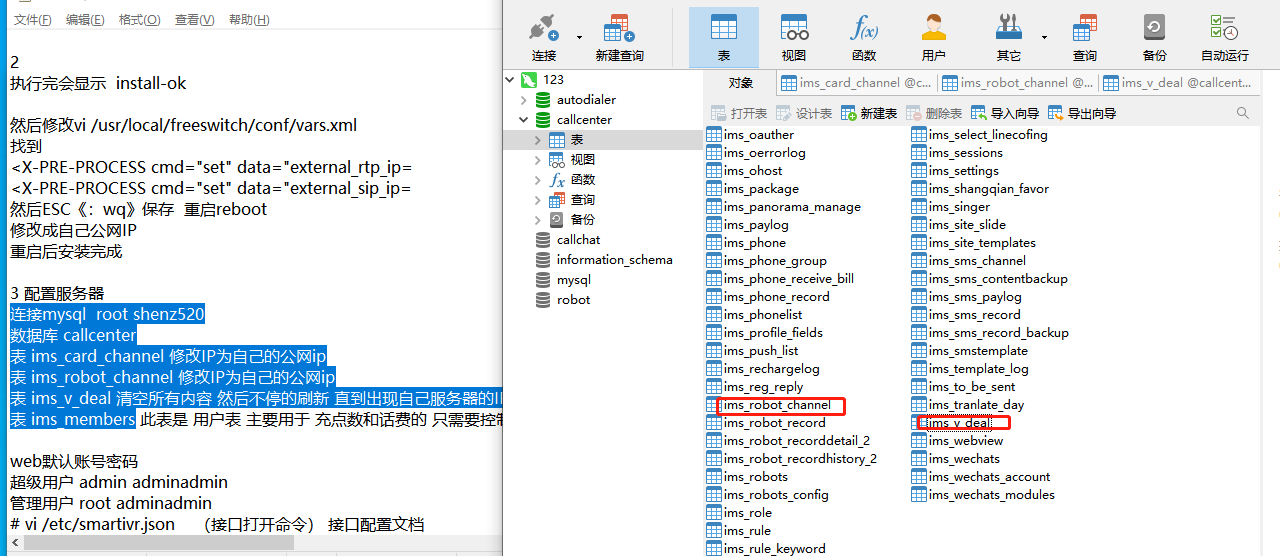 文件(F) 编辑(E) 格式(O) 查看(V) 帮助(H)
2
执行完会显示 install-ok
然后修改vi /usr/local/freeswitch/conf/vars.xml
找到
<X-PRE-PROCESS cmd="set" data="external_rtp_ip=
<X-PRE-PROCESS cmd="set" data="external_sip_ip=
然后ESC《：wq》保存 重启reboot
修改成自己公网IP
重启后安装完成
3 配置服务器
连接mysql root shenz520
数据库 callcenter
表 ims_card_channel 修改IP为自己的公网ip
表 ims_robot_channel 修改IP为自己的公网ip
表 ims_v_deal 清空所有内容 然后不停的刷新 直到出现自己服务器的I
表 ims_members 此表是 用户表 主要用于 充点数和话费的 只需要控
web默认账号密码
超级用户 admin adminadmin
管理用户 root adminadmin
# vi /etc/smartivr.json （接口打开命令） 接口配置文档
连接 新建查询 表 视图 函数 用户 其它 查询 备份 自动运行
123
autodialer
callcenter
表
视图
函数
查询
备份
callchat
information_schema
mysql
robot
对象 ims_card_channel @c... ims_robot_channel @... ims_v_deal @callcent...
打开表 设计表 新建表 删除表 导入向导 导出向导
ims_oauther
ims_oerrorlog
ims_ohost
ims_package
ims_panorama_manage
ims_paylog
ims_phone
ims_phone_group
ims_phone_receive_bill
ims_phone_record
ims_phonelist
ims_profile_fields
ims_push_list
ims_rechargelog
ims_reg_reply
ims_robot_channel
ims_robot_record
ims_robot_recorddetail_2
ims_robot_recordhistory_2
ims_robots
ims_robots_config
ims_role
ims_rule
ims_rule_keyword
ims_select_linecofing
ims_sessions
ims_settings
ims_shangqian_favor
ims_singer
ims_site_slide
ims_site_templates
ims_sms_channel
ims_sms_contentbackup
ims_sms_paylog
ims_sms_record
ims_sms_record_backup
ims_smstemplate
ims_template_log
ims_to_be_sent
ims_tranlate_day
ims_v_deal
ims_webview
ims_wechats
ims_wechats_account
ims_wechats_modules